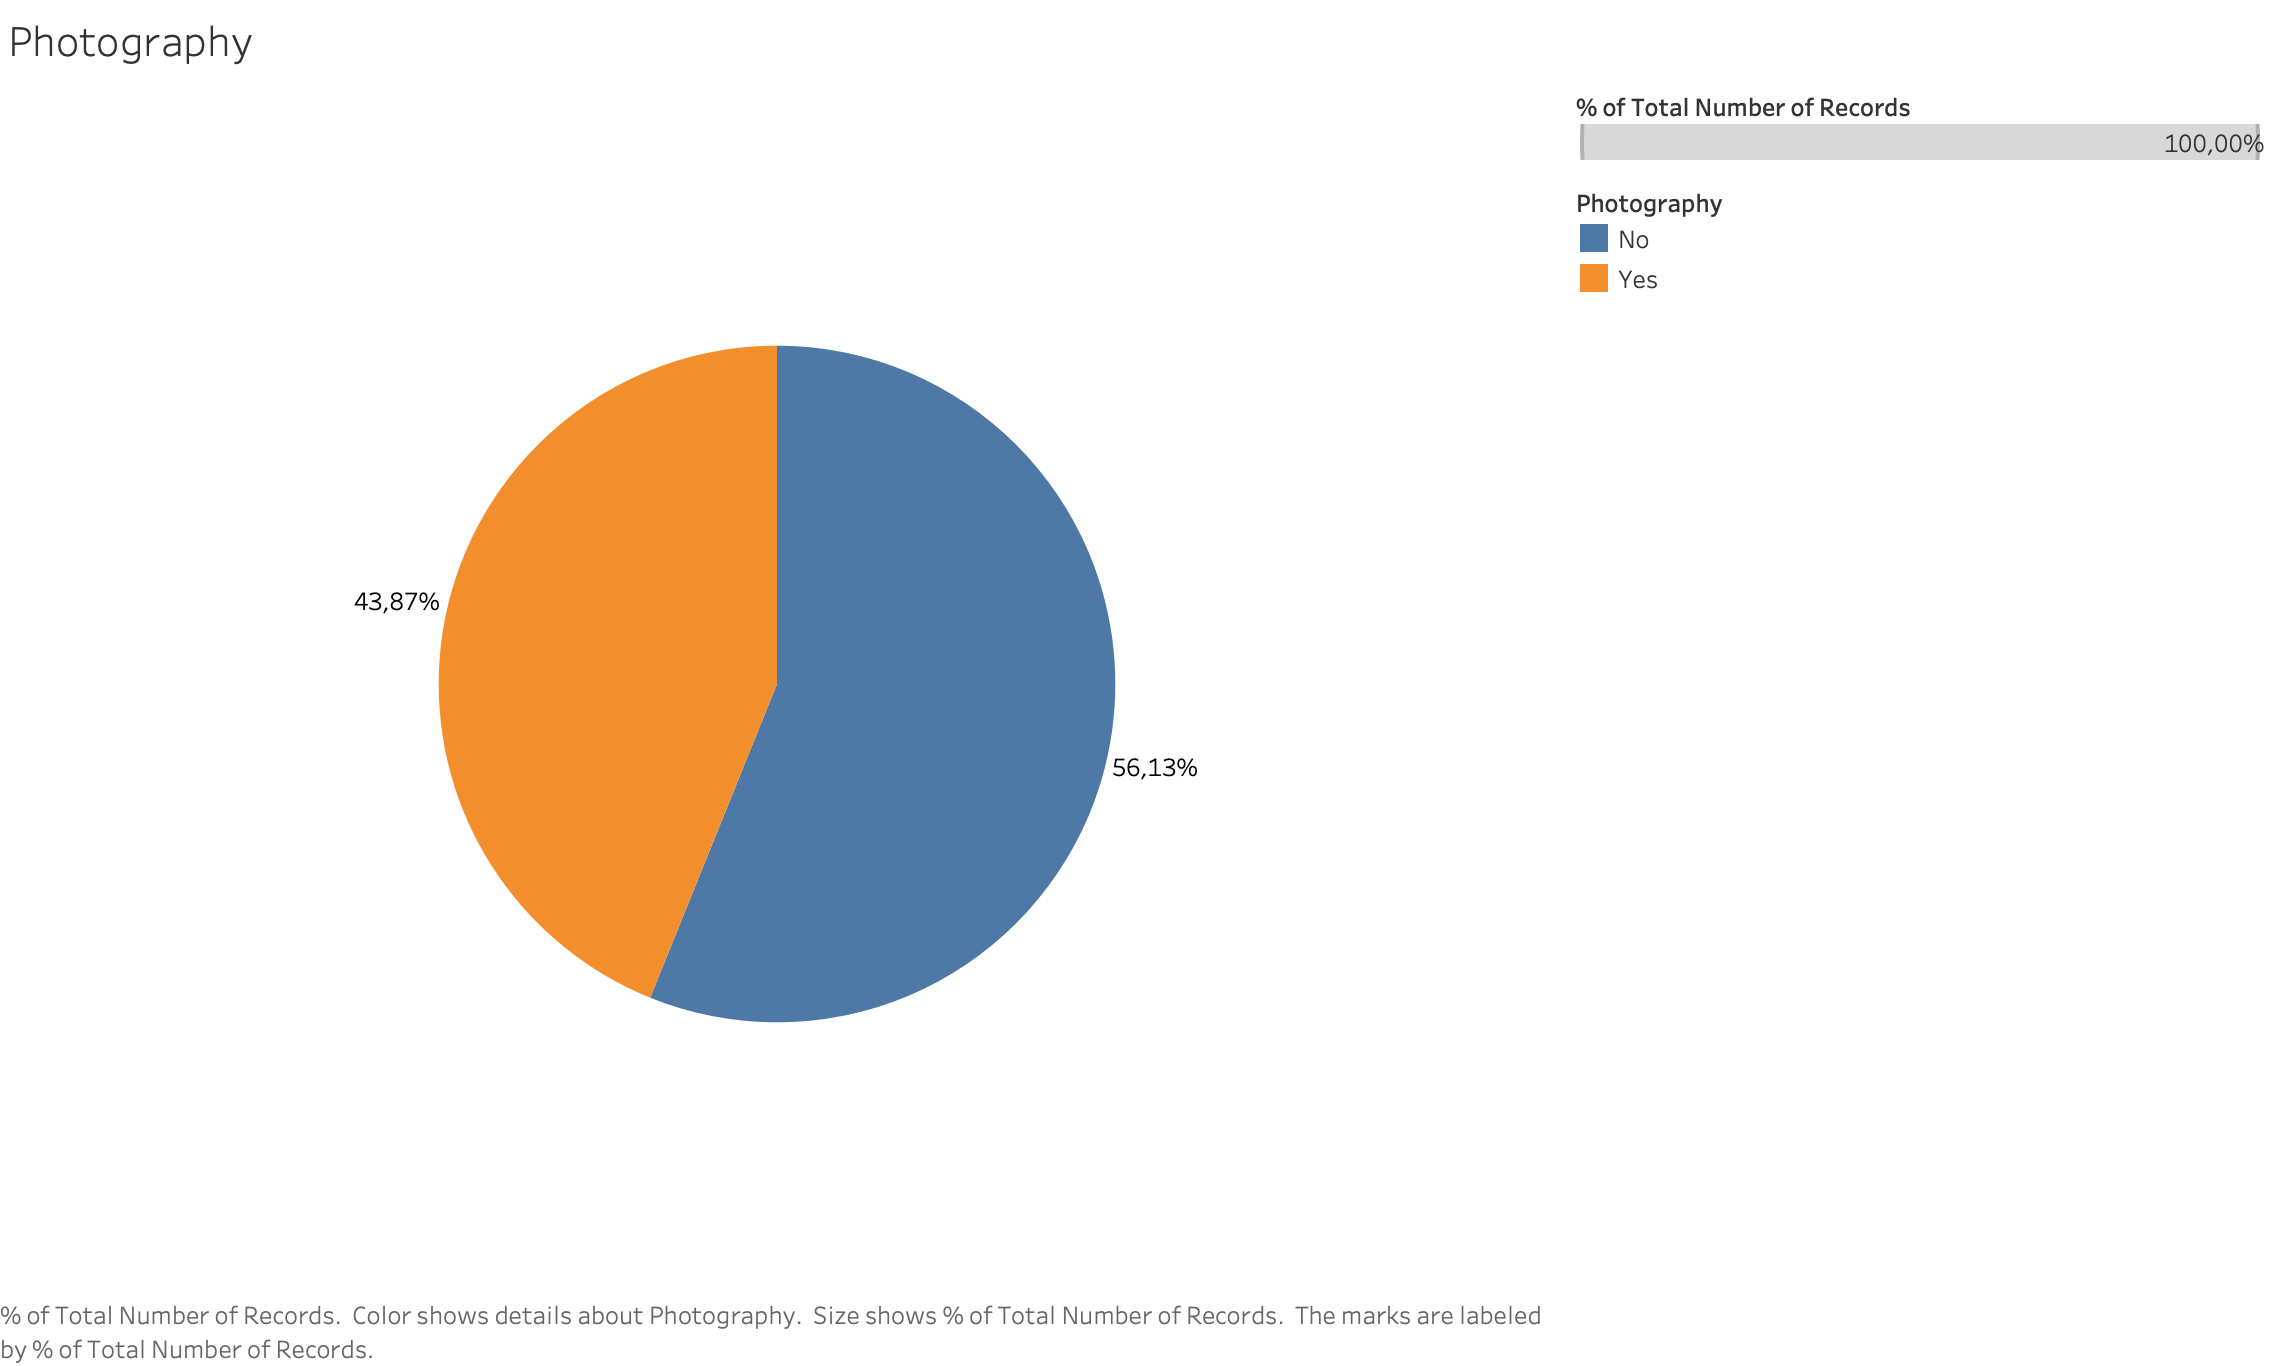 Photography
% of Total Number of Records
100,00%
Photography
No
Yes
43,87%
56,13%
% of Total Number of Records.  Color shows details about Photography.  Size shows % of Total Number of Records.  The marks are labeled
by % of Total Number of Records.